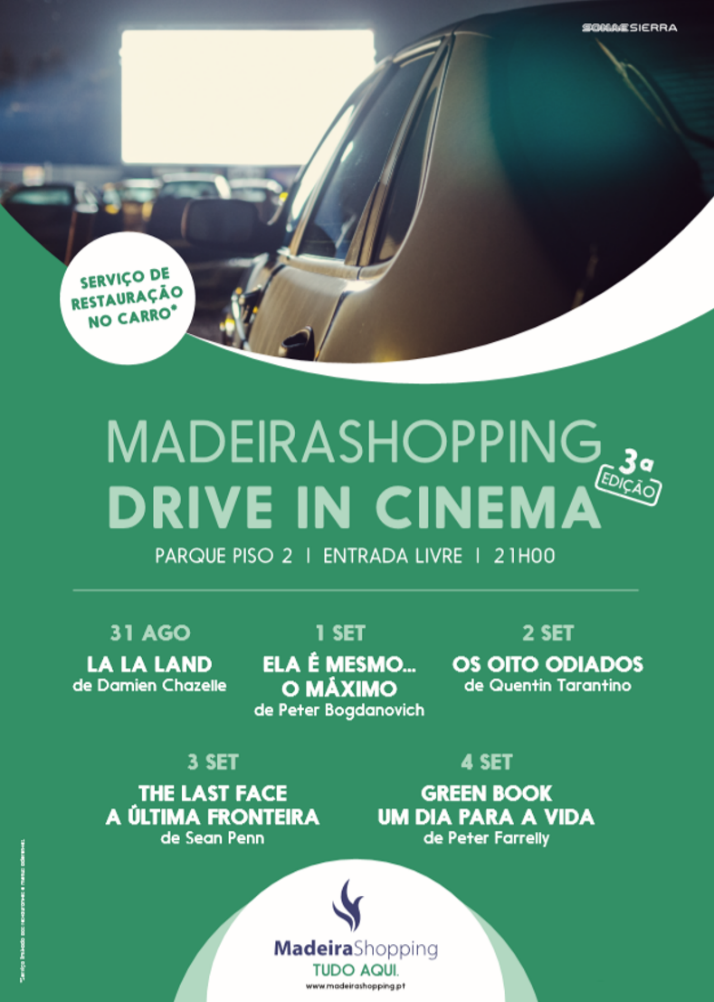 SONAE SIERRA
SERVIÇO DE
RESTAURAÇÃO
NO CARRO*
MADEIRASHOPPING
DRIVE IN CINEMA
3ª
EDIÇÃO
PARQUE PISO 2 | ENTRADA LIVRE | 21H00
31 AGO
LA LA LAND
de Damien Chazelle
1 SET
ELA É MESMO...
O MÁXIMO
de Peter Bogdanovich
2 SET
OS OITO ODIADOS
de Quentin Tarantino
3 SET
THE LAST FACE
A ÚLTIMA FRONTEIRA
de Sean Penn
4 SET
GREEN BOOK
UM DIA PARA A VIDA
de Peter Farrelly
MadeiraShopping
TUDO AQUI.
www.madeirashopping.pt